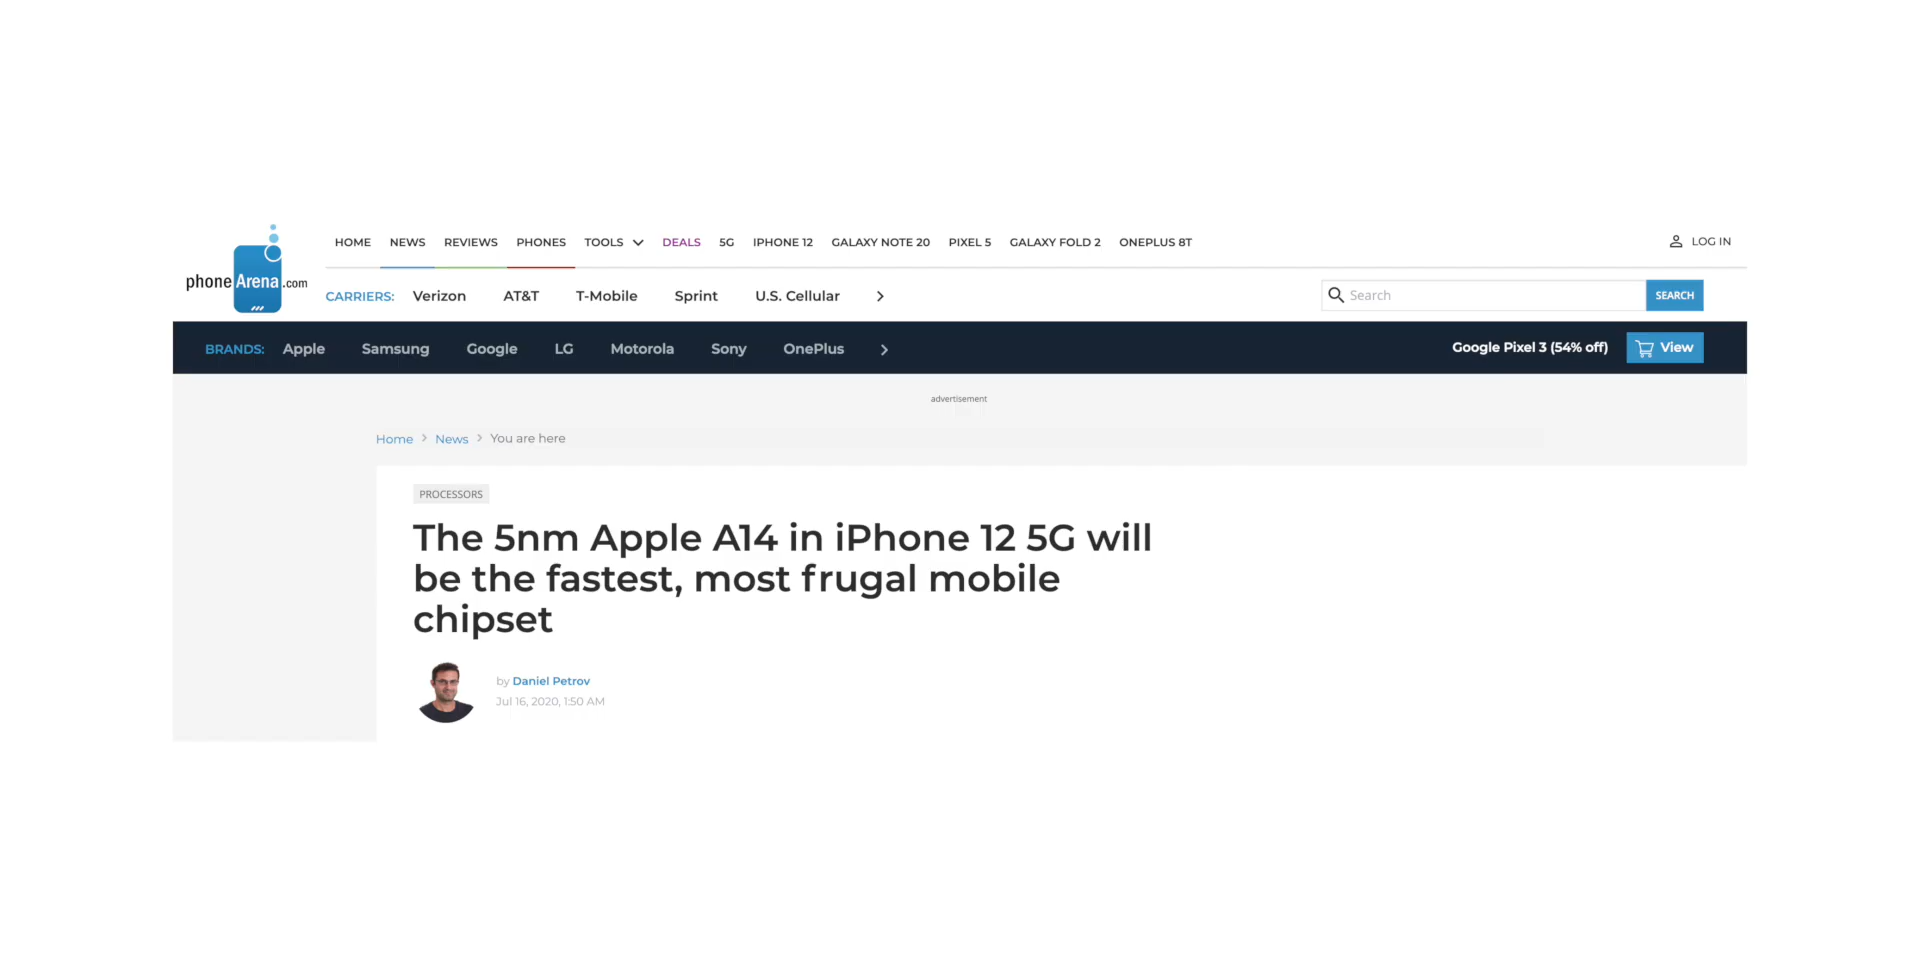 HOME NEWS REVIEWS PHONES TOOLS DEALS 5G IPHONE 12 GALAXY NOTE 20 PIXEL 5 GALAXY FOLD 2 ONEPLUS 8T LOG IN
phoneArena.com
CARRIERS: Verizon AT&T T-Mobile Sprint U.S. Cellular Search SEARCH
BRANDS: Apple Samsung Google LG Motorola Sony OnePlus Google Pixel 3 (54% off) View
advertisement
Home News You are here
PROCESSORS
The 5nm Apple A14 in iPhone 12 5G will
be the fastest, most frugal mobile
chipset
by Daniel Petrov
Jul 16, 2020, 1:50 AM